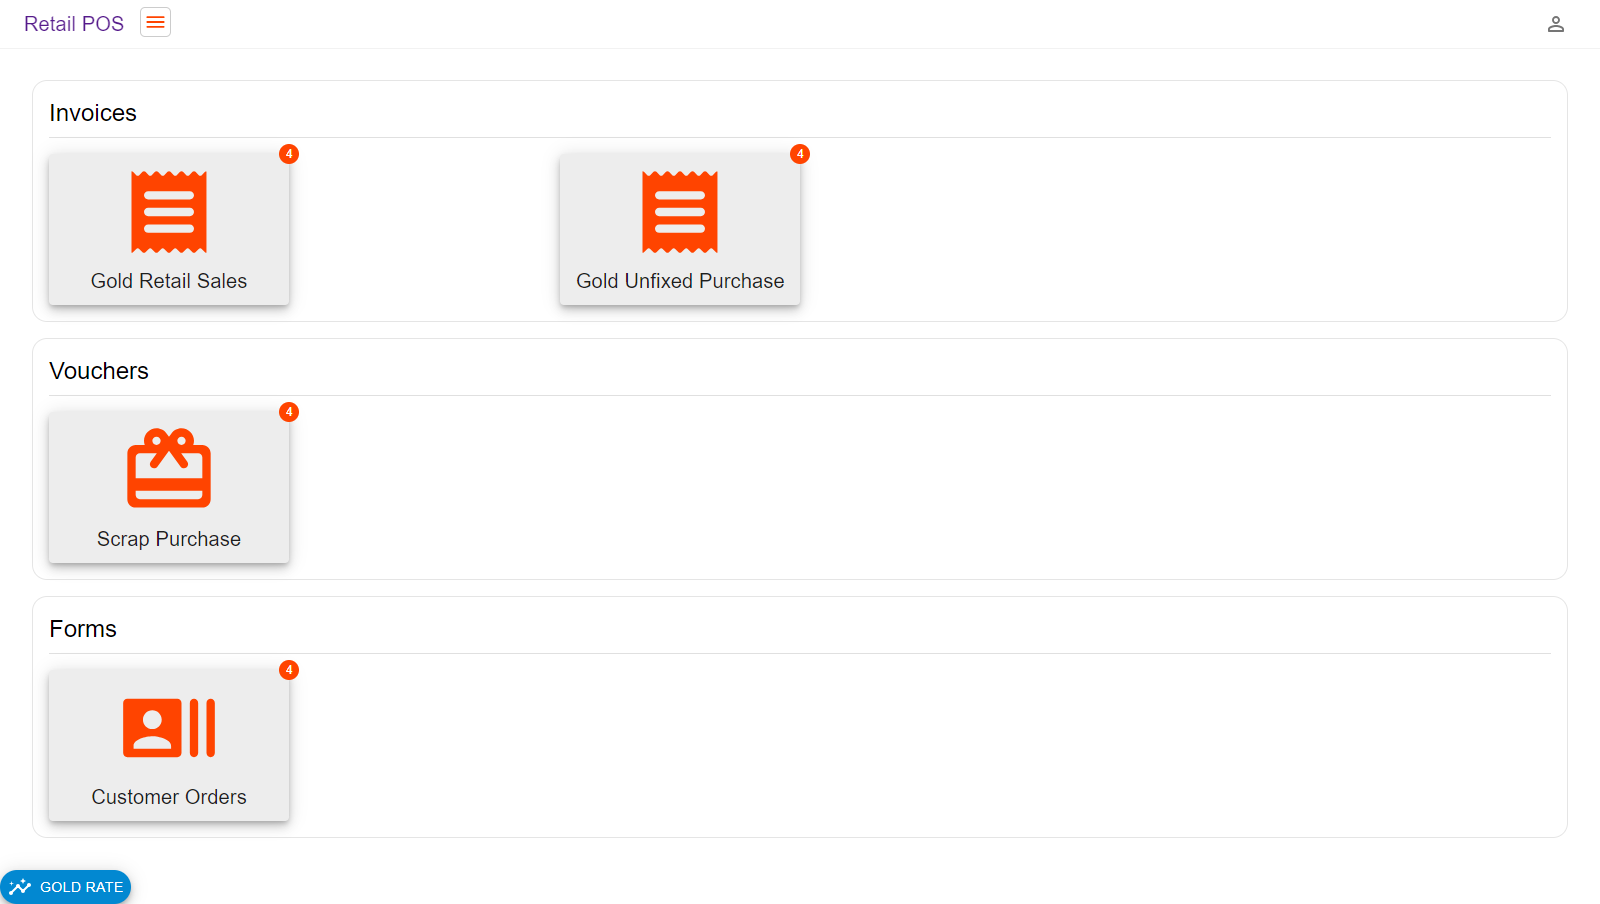 Retail POS
Invoices
4
4
Gold Retail Sales
Gold Unfixed Purchase
Vouchers
4
Scrap Purchase
Forms
4
Customer Orders
GOLD RATE